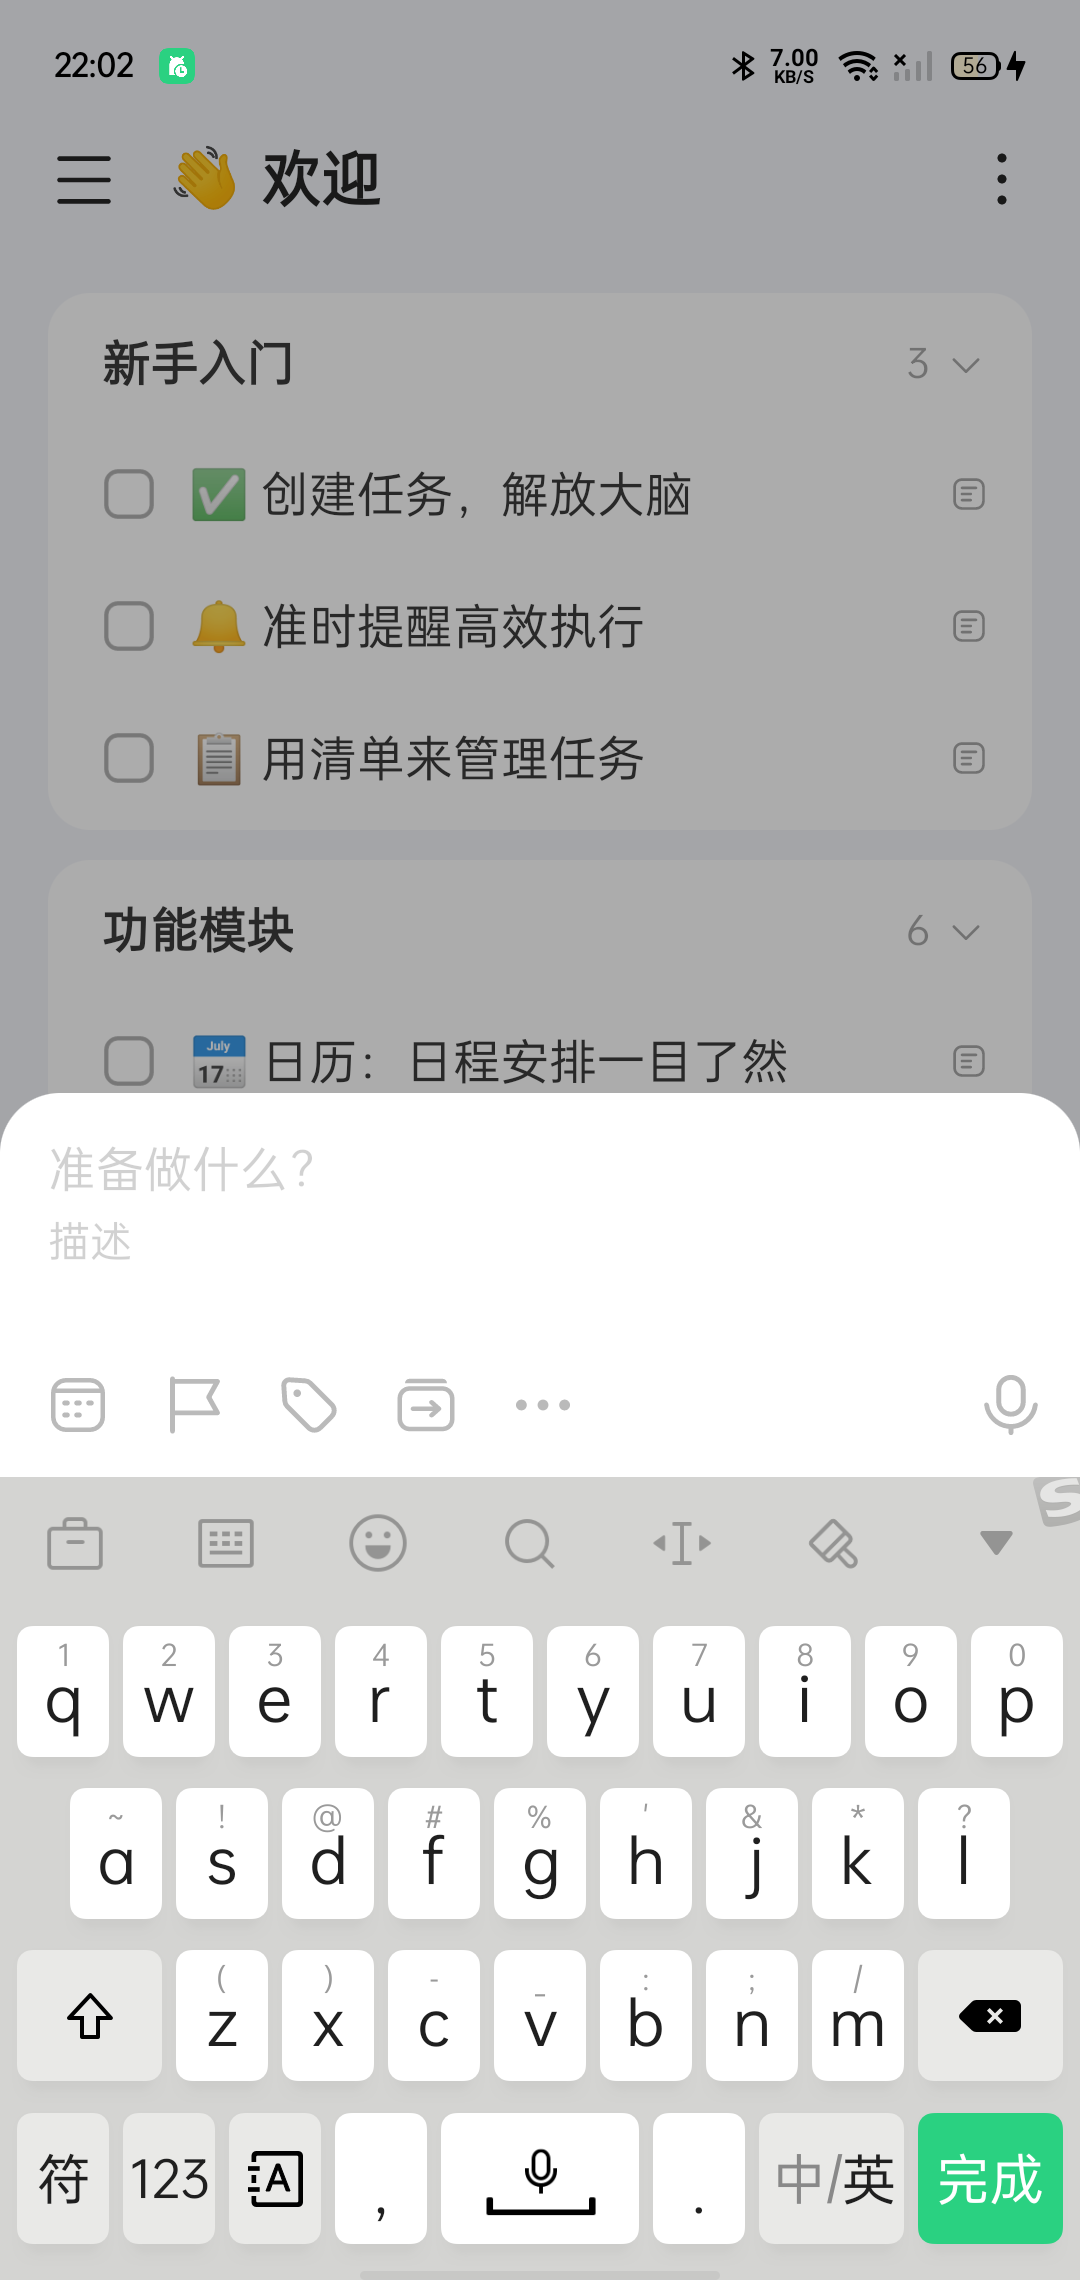 22:02
7.00
KB/S
56
👋 欢迎
新手入门 3
✅ 创建任务，解放大脑
🔔 准时提醒高效执行
📋 用清单来管理任务
功能模块 6
July
17
日历：日程安排一目了然
准备做什么？
描述
S
1 2 3 4 5 6 7 8 9 0
q w e r t y u i o p
~ ! @ # % ' & * ?
a s d f g h j k l
( ) - _ : ; /
z x c v b n m
符 123 A , . 中/英 完成